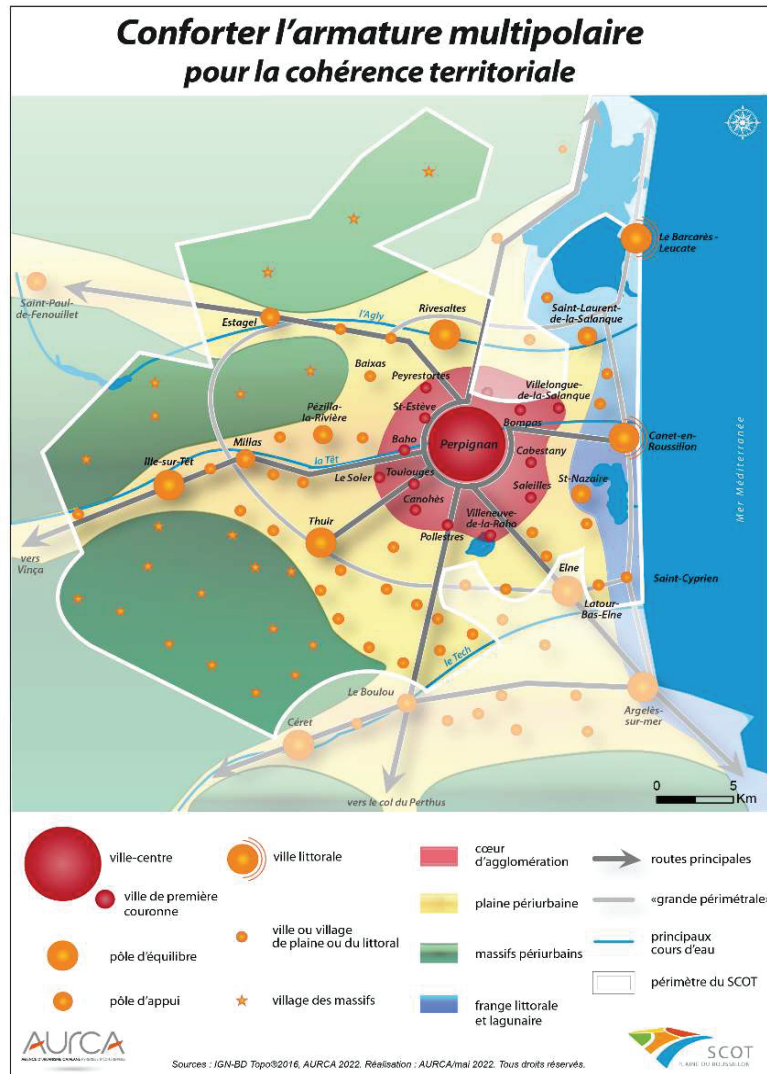 Conforter l'armature multipolaire
pour la cohérence territoriale
Le Barcarès -
Leucate
Saint-Paul-
de-Fenouillet
Estagel
l'Agly
Rivesaltes
Saint-Laurent-
de-la-Salanque
Baixas
Peyrestortes
Villelongue-
de-la-Salanque
Pézilla-
la-Rivière
St-Estève
Bompas
Millas
Baho
Perpignan
Canet-en-
Roussillon
Ille-sur-Têt
la Têt
Cabestany
Le Soler
Toulouges
Saleilles
St-Nazaire
Canohès
Mer Méditerranée
Thuir
Villeneuve-
de-la-Raho
Pollestres
vers
Vinça
Elne
Saint-Cyprien
Latour-
Bas-Elne
le Tech
Le Boulou
Céret
Argelès-
sur-mer
vers le col du Perthus
0 5
Km
ville-centre
ville de première
couronne
pôle d'équilibre
pôle d'appui
ville littorale
ville ou village
de plaine ou du littoral
village des massifs
cœur
d'agglomération
plaine périurbaine
massifs périurbains
frange littorale
et lagunaire
routes principales
«grande périmétrale»
principaux
cours d'eau
périmètre du SCOT
AURCA
SCOT
PLAINE DU ROUSSILLON
Sources : IGN-BD Topo®2016, AURCA 2022. Réalisation : AURCA/mai 2022. Tous droits réservés.